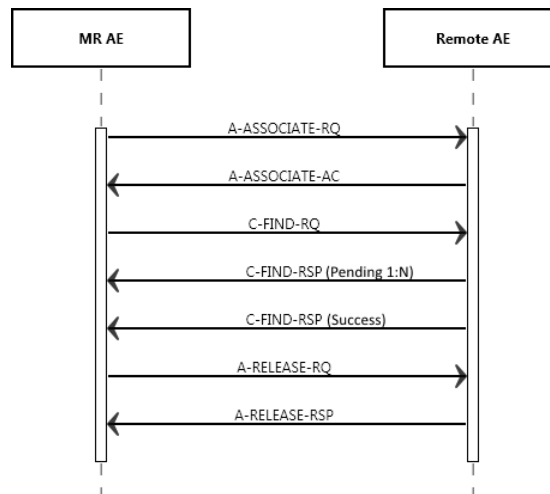 MR AE
Remote AE
A-ASSOCIATE-RQ
A-ASSOCIATE-AC
C-FIND-RQ
C-FIND-RSP (Pending 1:N)
C-FIND-RSP (Success)
A-RELEASE-RQ
A-RELEASE-RSP